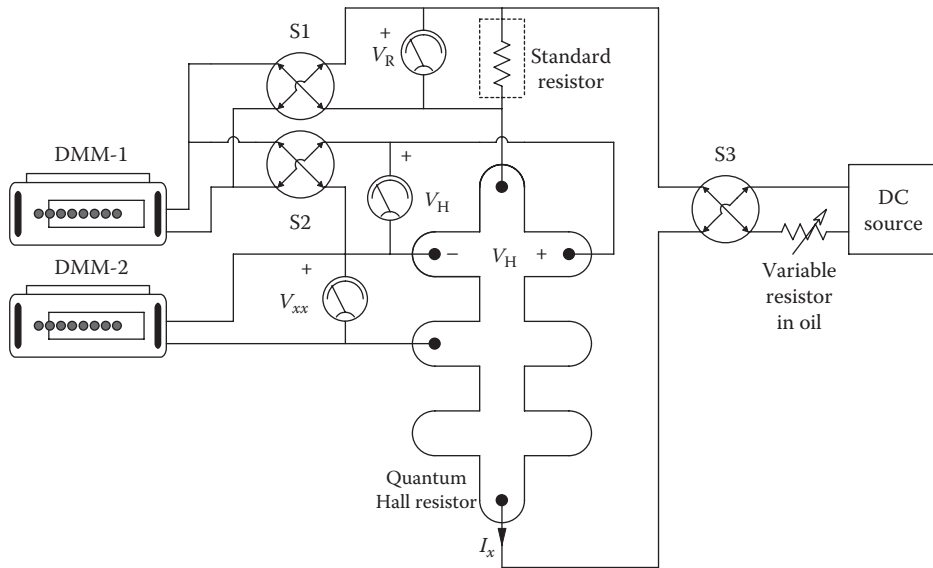 S1
+
V_R
Standard
resistor
DMM-1
S2
+
V_H
S3
DC
source
DMM-2
+
V_xx
−
V_H
+
Variable
resistor
in oil
Quantum
Hall resistor
I_x